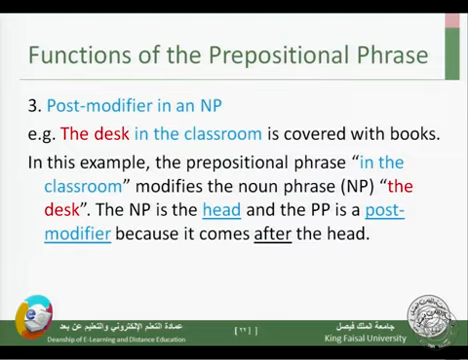 Functions of the Prepositional Phrase
3. Post-modifier in an NP
e.g. The desk in the classroom is covered with books.
In this example, the prepositional phrase “in the
classroom” modifies the noun phrase (NP) “the
desk”. The NP is the head and the PP is a post-
modifier because it comes after the head.
عمادة التعلم الإلكتروني والتعليم عن بعد
Deanship of E-Learning and Distance Education
[ ٢٦ ]
جامعة الملك فيصل
King Faisal University